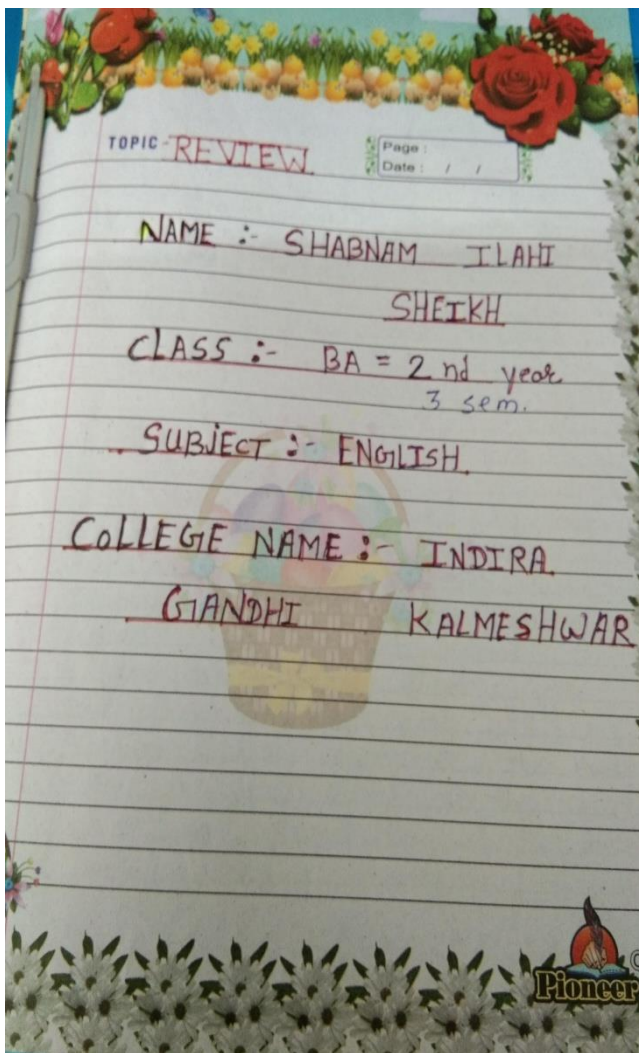 TOPIC - REVIEW
Page :
Date : / /
NAME :- SHABNAM ILAHI
SHEIKH
CLASS :- BA = 2 nd year
3 sem.
SUBJECT :- ENGLISH
COLLEGE NAME :- INDIRA
GANDHI KALMESHWAR
Pioneer